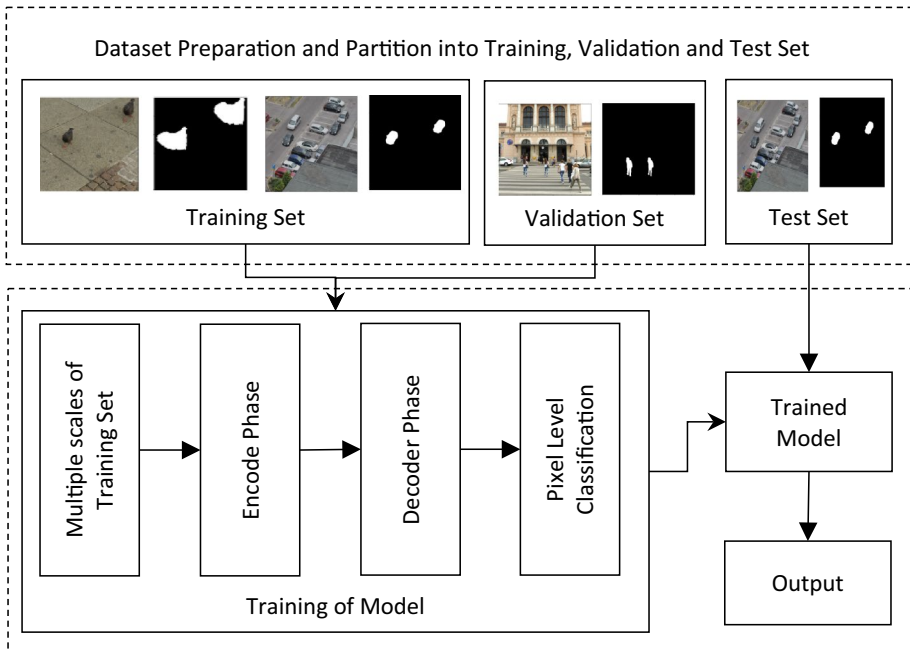 Dataset Preparation and Partition into Training, Validation and Test Set
Training Set
Validation Set
Test Set
Multiple scales of
Training Set
Encode Phase
Decoder Phase
Pixel Level
Classification
Training of Model
Trained
Model
Output